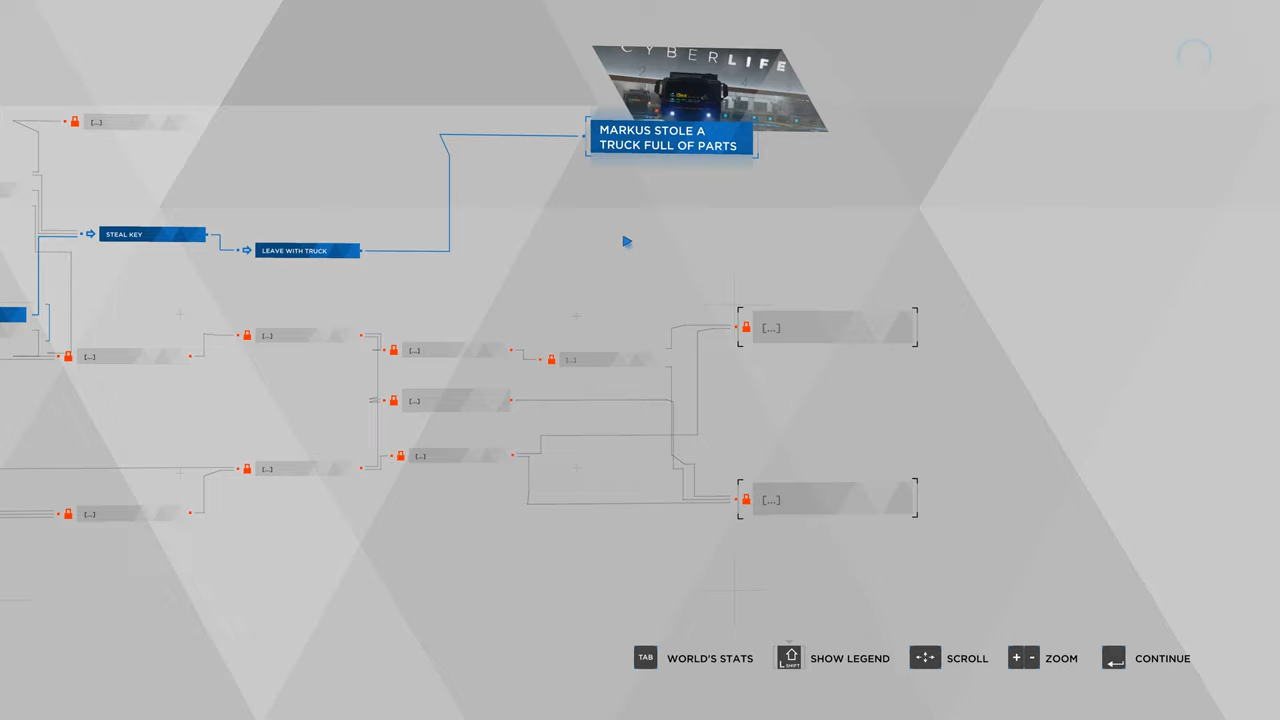 CYBERLIFE
MARKUS STOLE A
TRUCK FULL OF PARTS
[...]
STEAL KEY
LEAVE WITH TRUCK
[...]
[...]
[...]
[...]
[...]
[...]
[...]
[...]
[...]
[...]
[...]
TAB
WORLD'S STATS
L SHIFT
SHOW LEGEND
SCROLL
+ -
ZOOM
CONTINUE